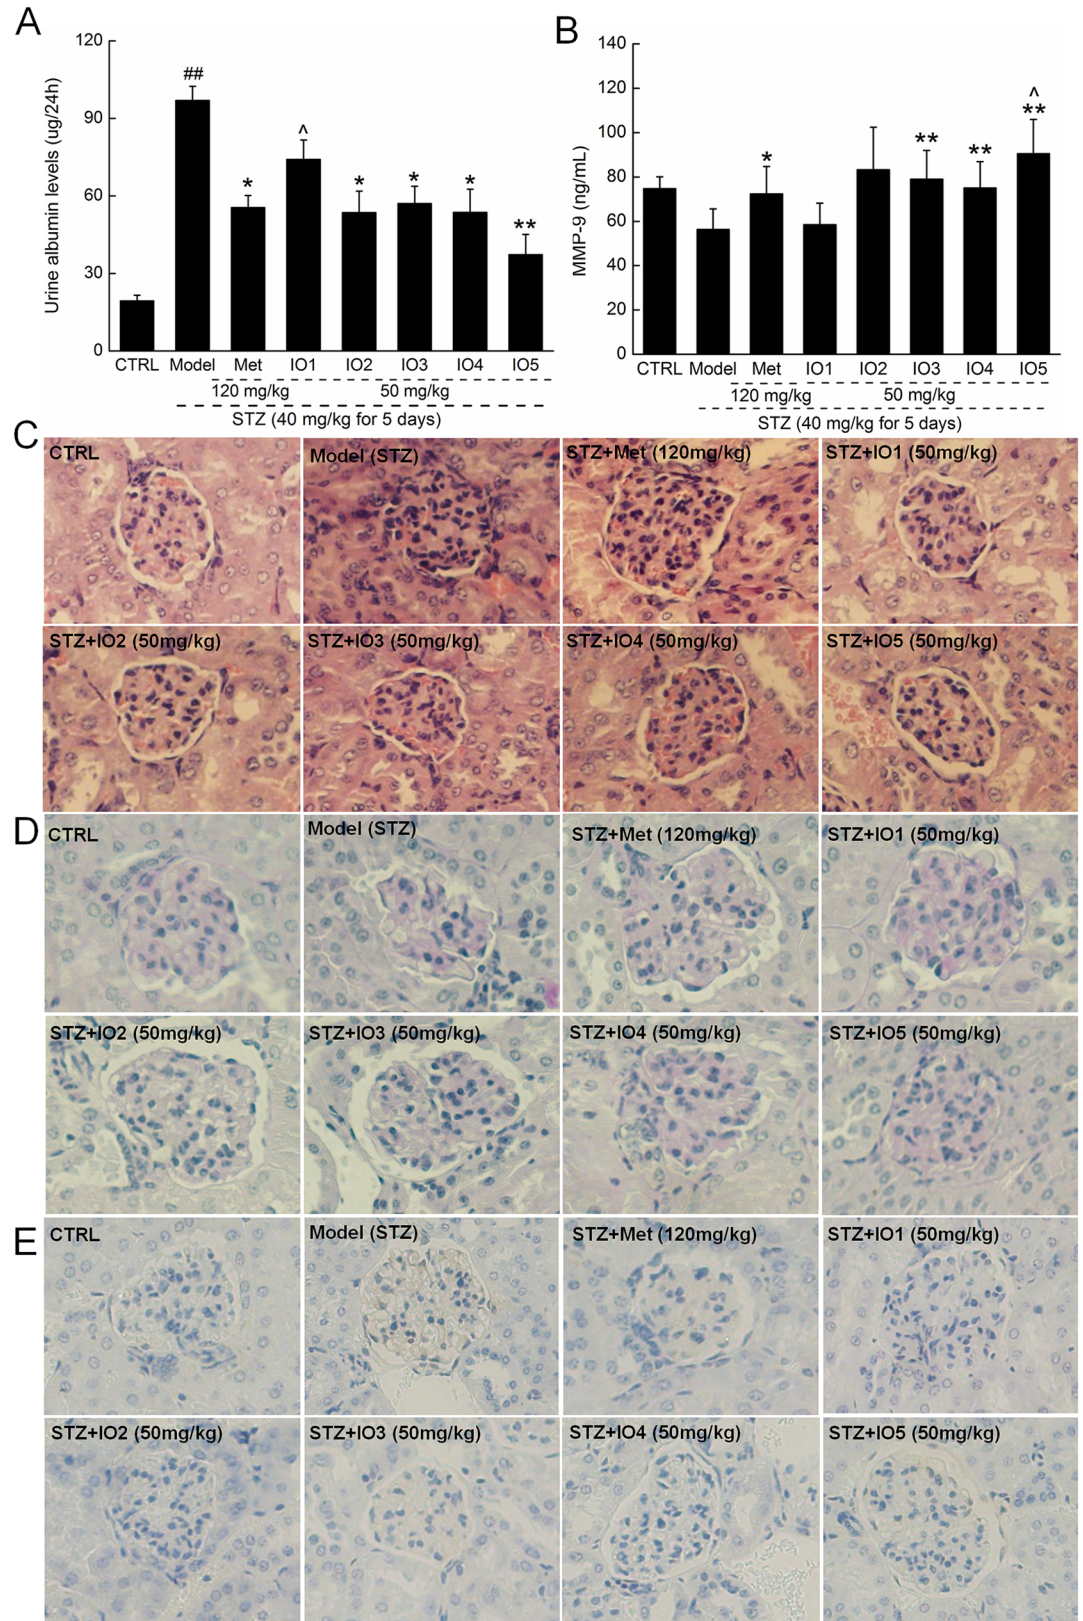 A
Urine albumin levels (ug/24h)
120
90
60
30
0
##
*
^
*
*
*
**
CTRL Model Met IO1 IO2 IO3 IO4 IO5
120 mg/kg 50 mg/kg
STZ (40 mg/kg for 5 days)
B
MMP-9 (ng/mL)
140
120
100
80
60
40
20
0
*
**
**
^
**
CTRL Model Met IO1 IO2 IO3 IO4 IO5
120 mg/kg 50 mg/kg
STZ (40 mg/kg for 5 days)
C
CTRL Model (STZ) STZ+Met (120mg/kg) STZ+IO1 (50mg/kg)
STZ+IO2 (50mg/kg) STZ+IO3 (50mg/kg) STZ+IO4 (50mg/kg) STZ+IO5 (50mg/kg)
D
CTRL Model (STZ) STZ+Met (120mg/kg) STZ+IO1 (50mg/kg)
STZ+IO2 (50mg/kg) STZ+IO3 (50mg/kg) STZ+IO4 (50mg/kg) STZ+IO5 (50mg/kg)
E
CTRL Model (STZ) STZ+Met (120mg/kg) STZ+IO1 (50mg/kg)
STZ+IO2 (50mg/kg) STZ+IO3 (50mg/kg) STZ+IO4 (50mg/kg) STZ+IO5 (50mg/kg)